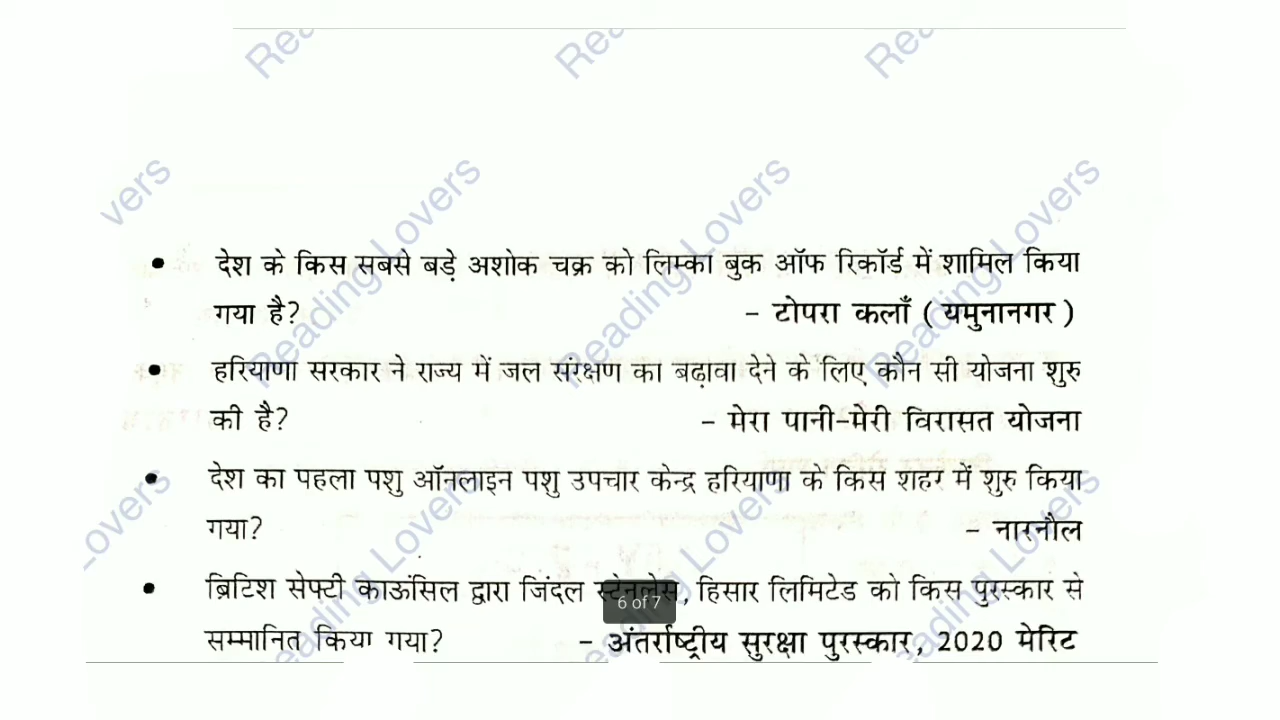 देश के किस सबसे बड़े अशोक चक्र को लिम्का बुक ऑफ रिकॉर्ड में शामिल किया
गया है? – टोपरा कलाँ ( यमुनानगर )
हरियाणा सरकार ने राज्य में जल संरक्षण का बढ़ावा देने के लिए कौन सी योजना शुरु
की है? – मेरा पानी-मेरी विरासत योजना
देश का पहला पशु ऑनलाइन पशु उपचार केन्द्र हरियाणा के किस शहर में शुरु किया
गया? – नारनौल
ब्रिटिश सेफ्टी काऊंसिल द्वारा जिंदल स्टेनलेस, हिसार लिमिटेड को किस पुरस्कार से
6 of 7
सम्मानित किया गया? – अंतर्राष्ट्रीय सुरक्षा पुरस्कार, 2020 मेरिट
Reading Lovers